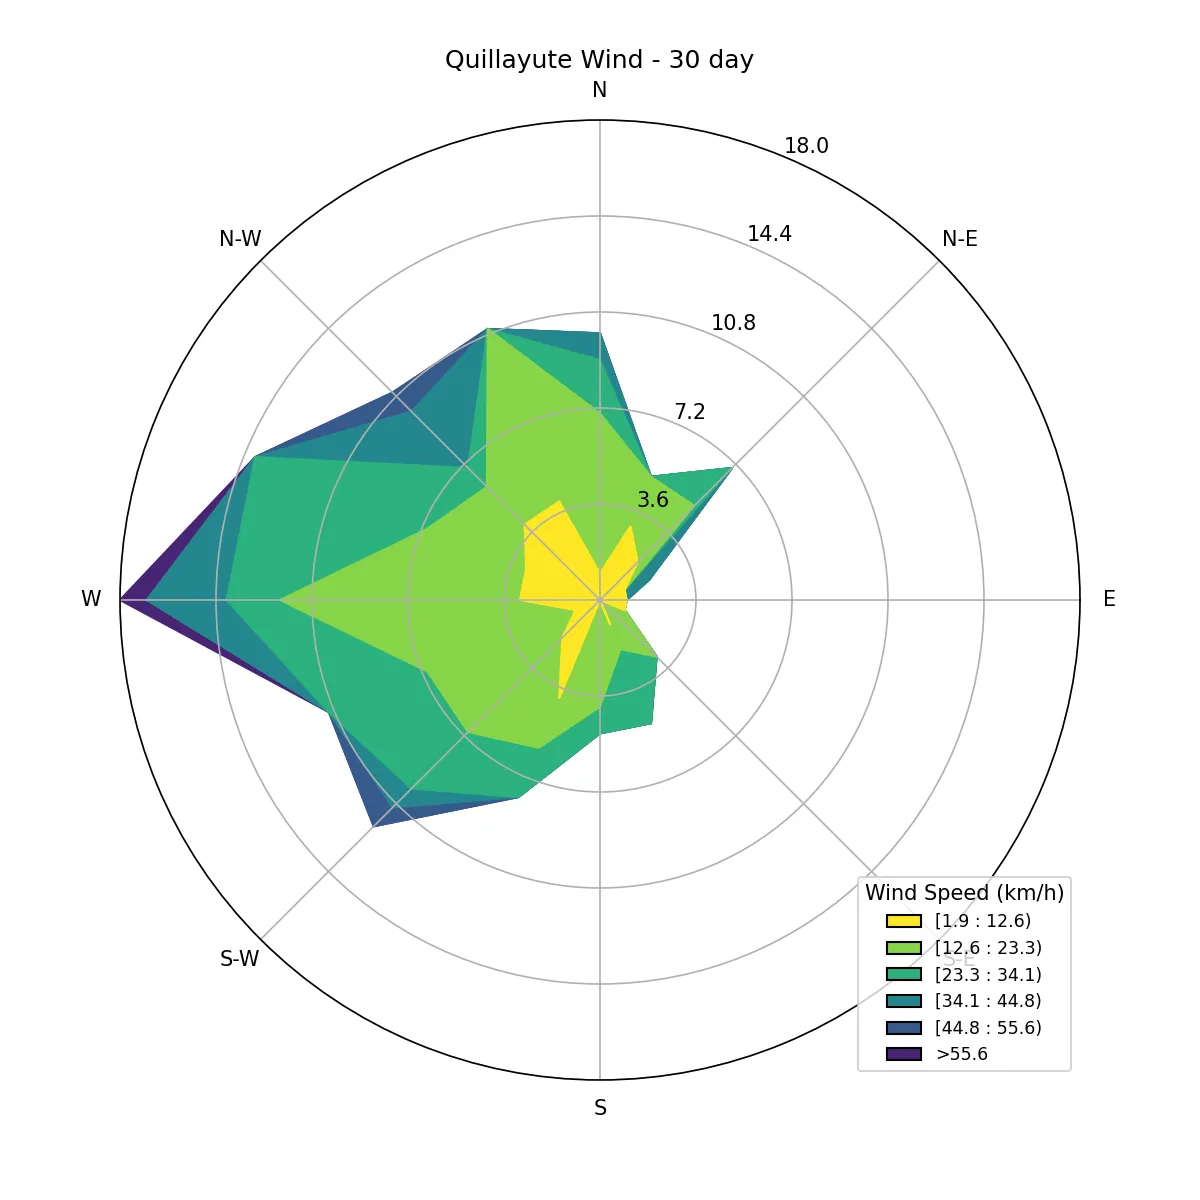 Quillayute Wind - 30 day
N
18.0
N-W
14.4
N-E
10.8
7.2
3.6
W
E
S-W
S-E
S
Wind Speed (km/h)
[1.9 : 12.6)
[12.6 : 23.3)
[23.3 : 34.1)
[34.1 : 44.8)
[44.8 : 55.6)
>55.6